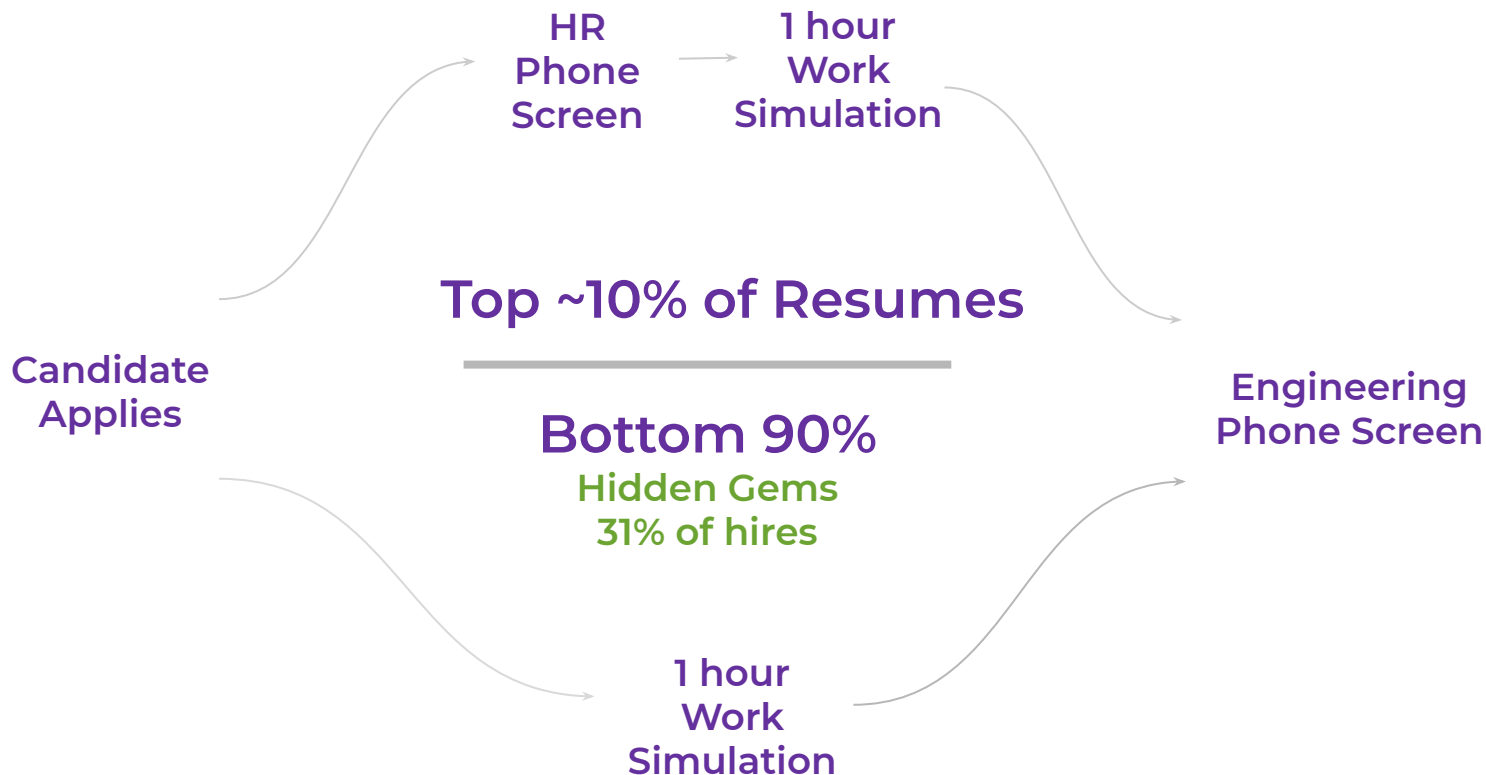 HR
Phone
Screen
1 hour
Work
Simulation
Top ~10% of Resumes
Candidate
Applies
Bottom 90%
Hidden Gems
31% of hires
Engineering
Phone Screen
1 hour
Work
Simulation